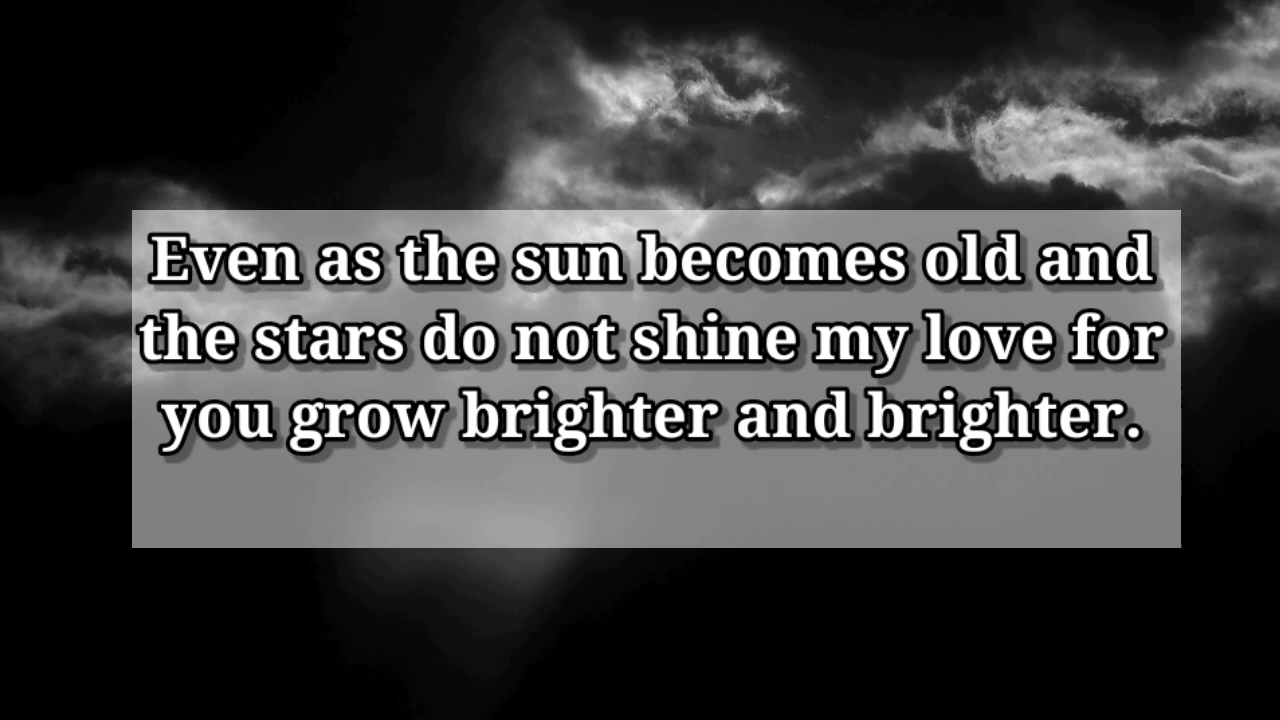 Even as the sun becomes old and
the stars do not shine my love for
you grow brighter and brighter.